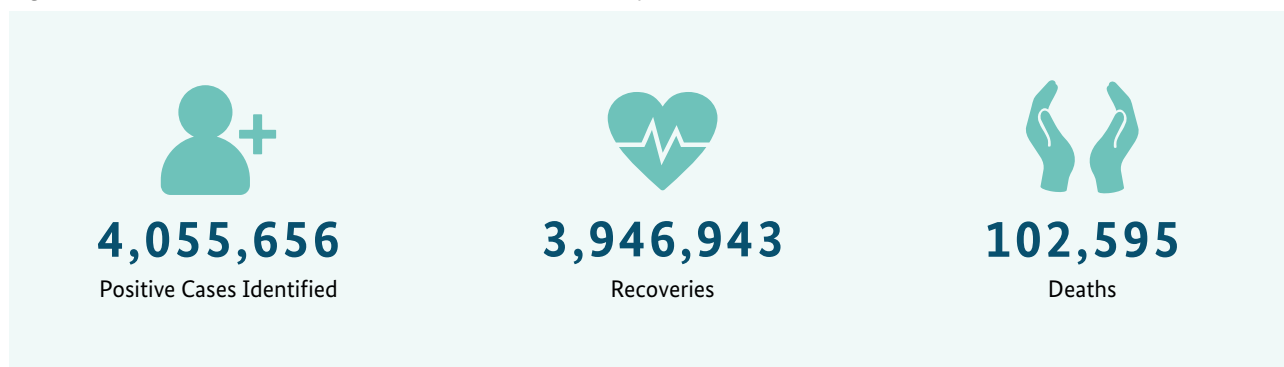 4,055,656
Positive Cases Identified
3,946,943
Recoveries
102,595
Deaths